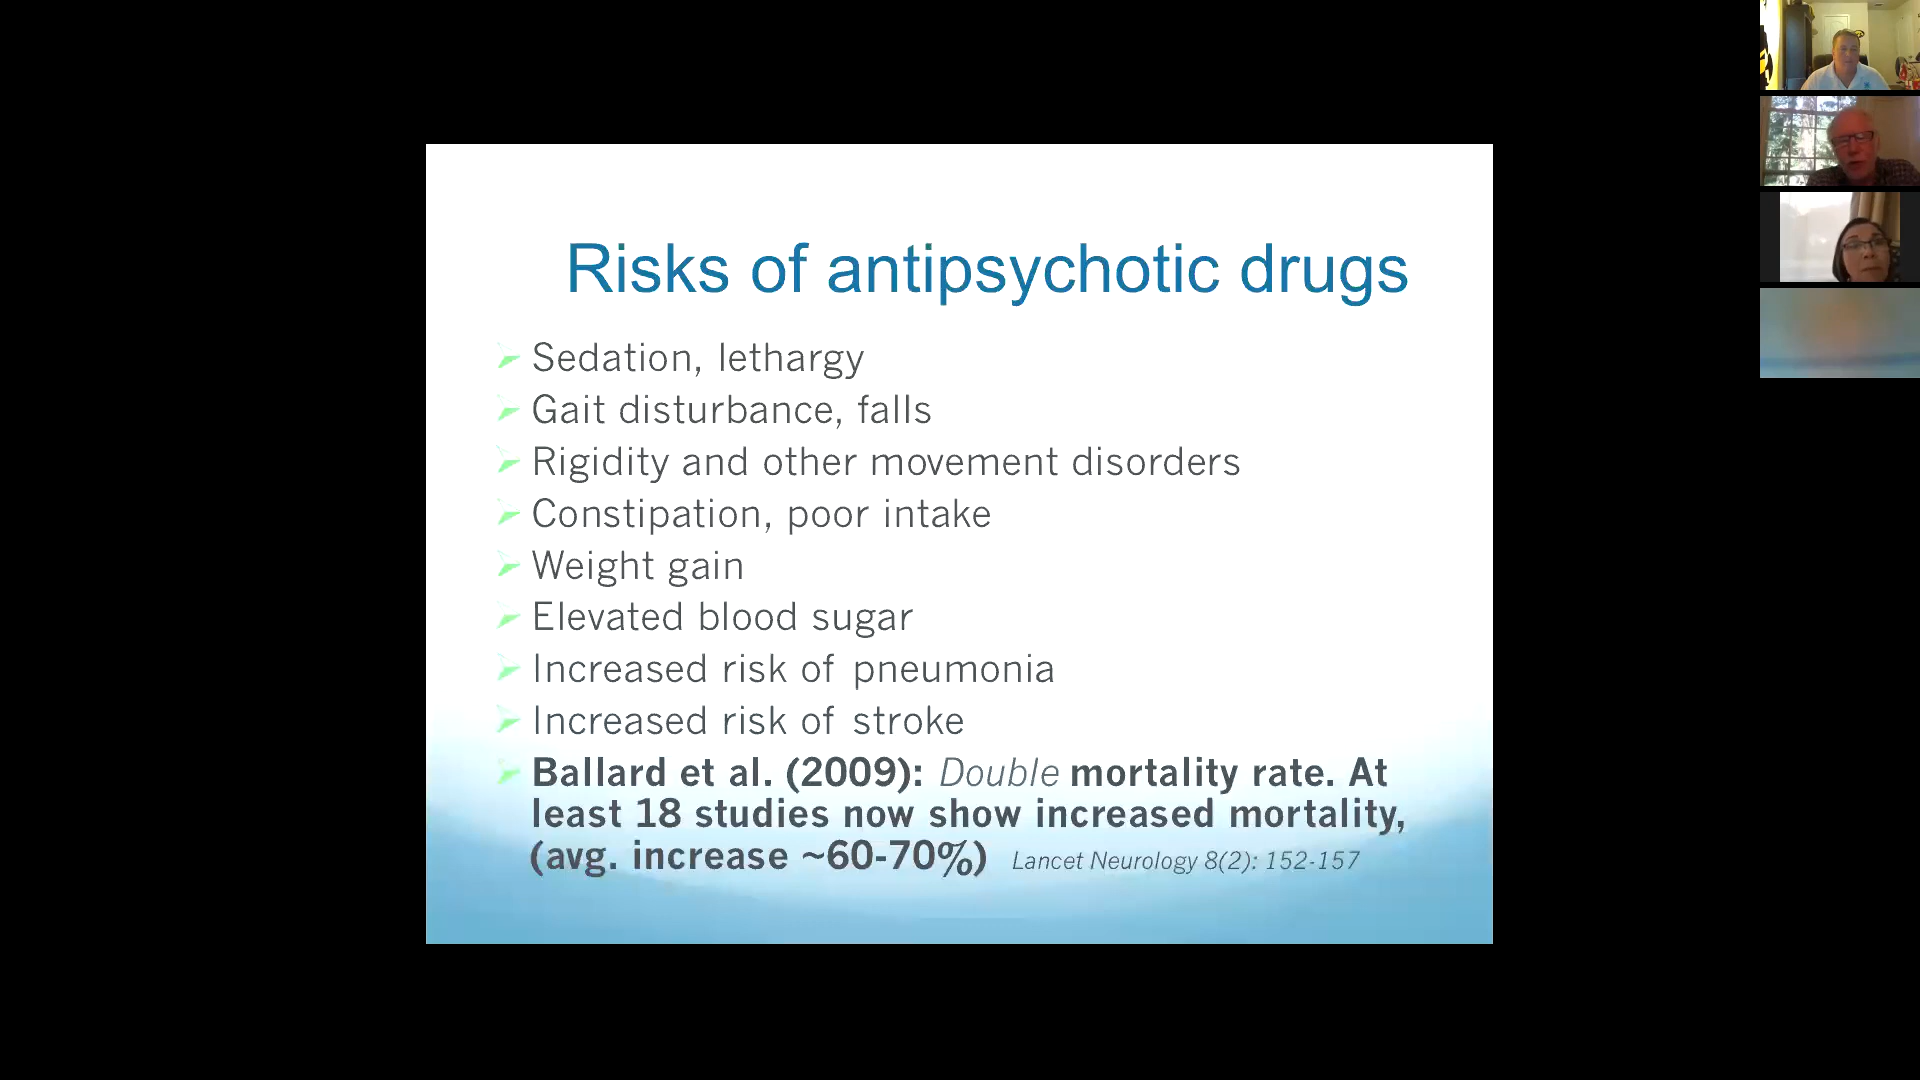 Risks of antipsychotic drugs
Sedation, lethargy
Gait disturbance, falls
Rigidity and other movement disorders
Constipation, poor intake
Weight gain
Elevated blood sugar
Increased risk of pneumonia
Increased risk of stroke
Ballard et al. (2009): Double mortality rate. At
least 18 studies now show increased mortality,
(avg. increase ~60-70%) Lancet Neurology 8(2): 152-157